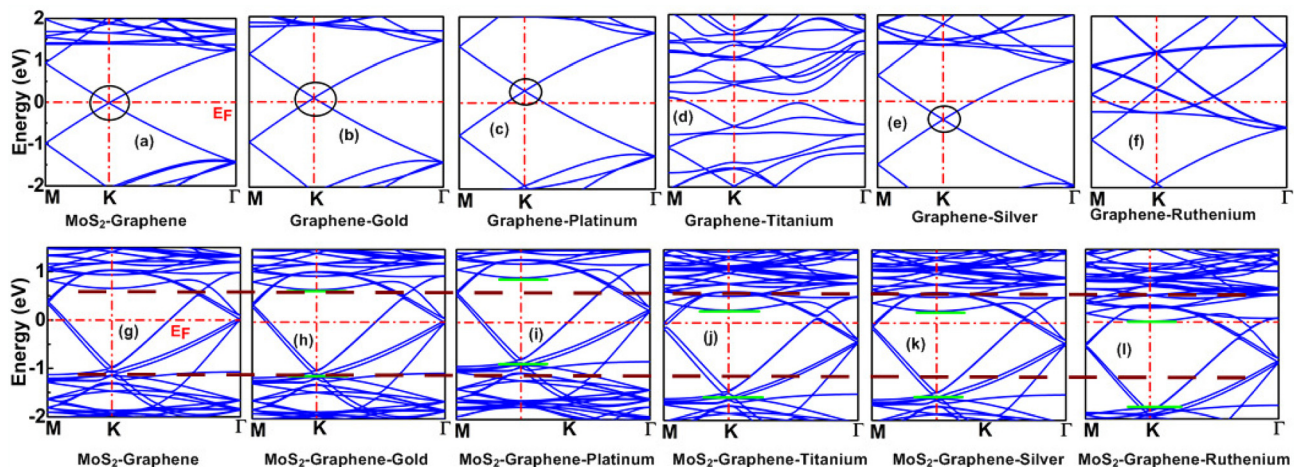 2
1
0
-1
-2
Energy (eV)
E_F
(a) (b) (c) (d) (e) (f)
M K Γ M K Γ M K Γ M K Γ M K Γ M K Γ
MoS₂-Graphene Graphene-Gold Graphene-Platinum Graphene-Titanium Graphene-Silver Graphene-Ruthenium
1
0
-1
-2
Energy (eV)
E_F
(g) (h) (i) (j) (k) (l)
M K Γ M K Γ M K Γ M K Γ M K Γ M K Γ
MoS₂-Graphene MoS₂-Graphene-Gold MoS₂-Graphene-Platinum MoS₂-Graphene-Titanium MoS₂-Graphene-Silver MoS₂-Graphene-Ruthenium